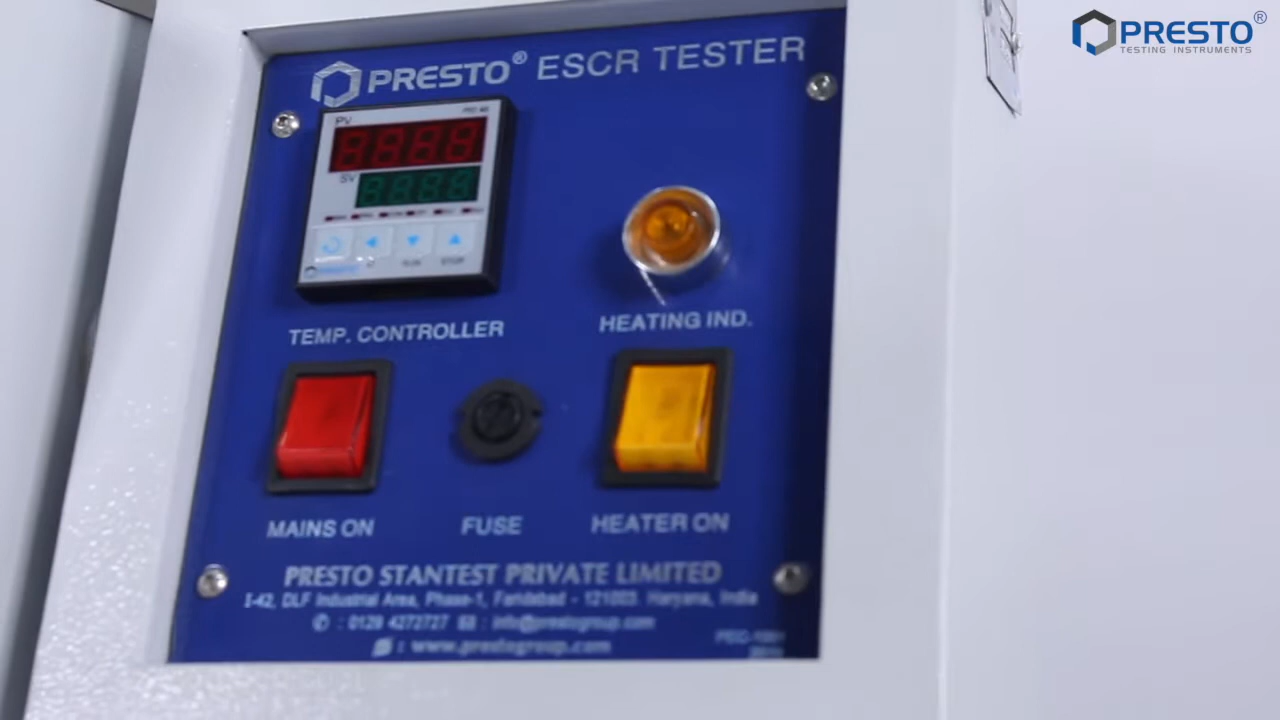 PRESTO®
TESTING INSTRUMENTS
PRESTO® ESCR TESTER
PV
SV
TEMP. CONTROLLER
HEATING IND.
MAINS ON
FUSE
HEATER ON
PRESTO STANTEST PRIVATE LIMITED
I-42, DLF Industrial Area, Phase-1, Faridabad - 121003. Haryana, India
: 0129 4272727 : info@prestogroup.com
: www.prestogroup.com